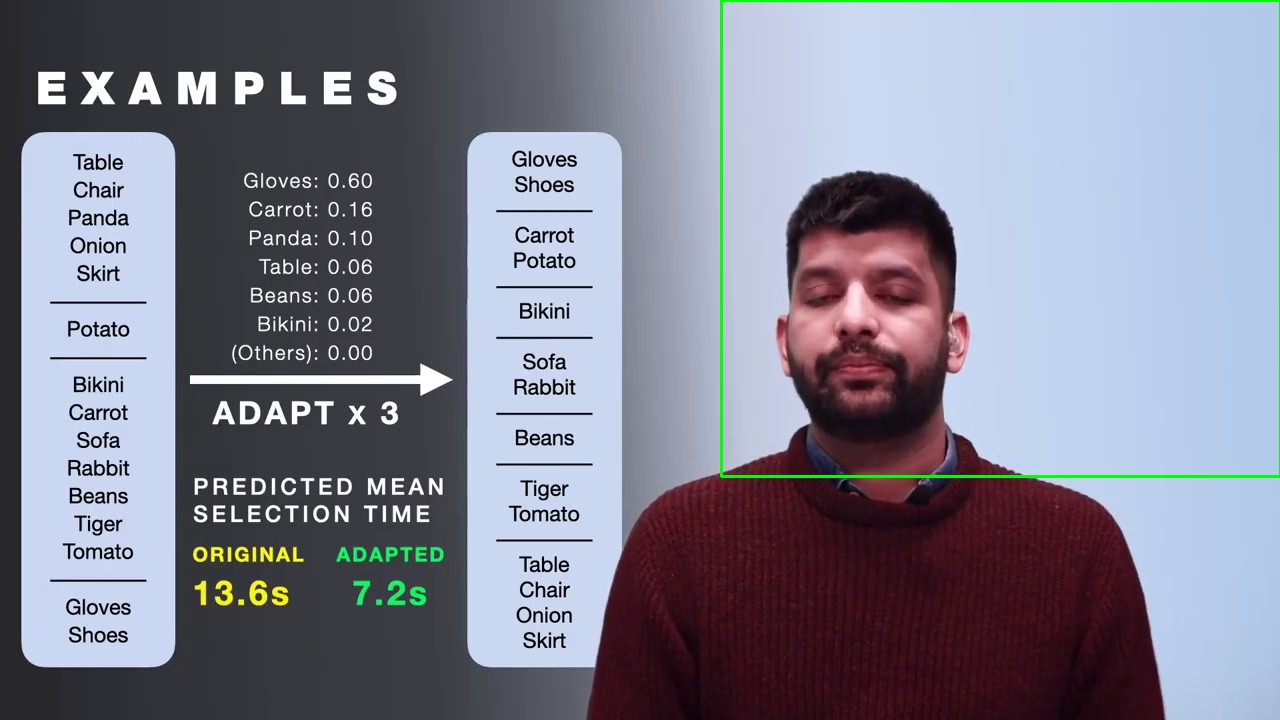 EXAMPLES
Table
Chair
Panda
Onion
Skirt
Potato
Bikini
Carrot
Sofa
Rabbit
Beans
Tiger
Tomato
Gloves
Shoes
Gloves: 0.60
Carrot: 0.16
Panda: 0.10
Table: 0.06
Beans: 0.06
Bikini: 0.02
(Others): 0.00
ADAPT x 3
PREDICTED MEAN
SELECTION TIME
ORIGINAL ADAPTED
13.6s 7.2s
Gloves
Shoes
Carrot
Potato
Bikini
Sofa
Rabbit
Beans
Tiger
Tomato
Table
Chair
Onion
Skirt